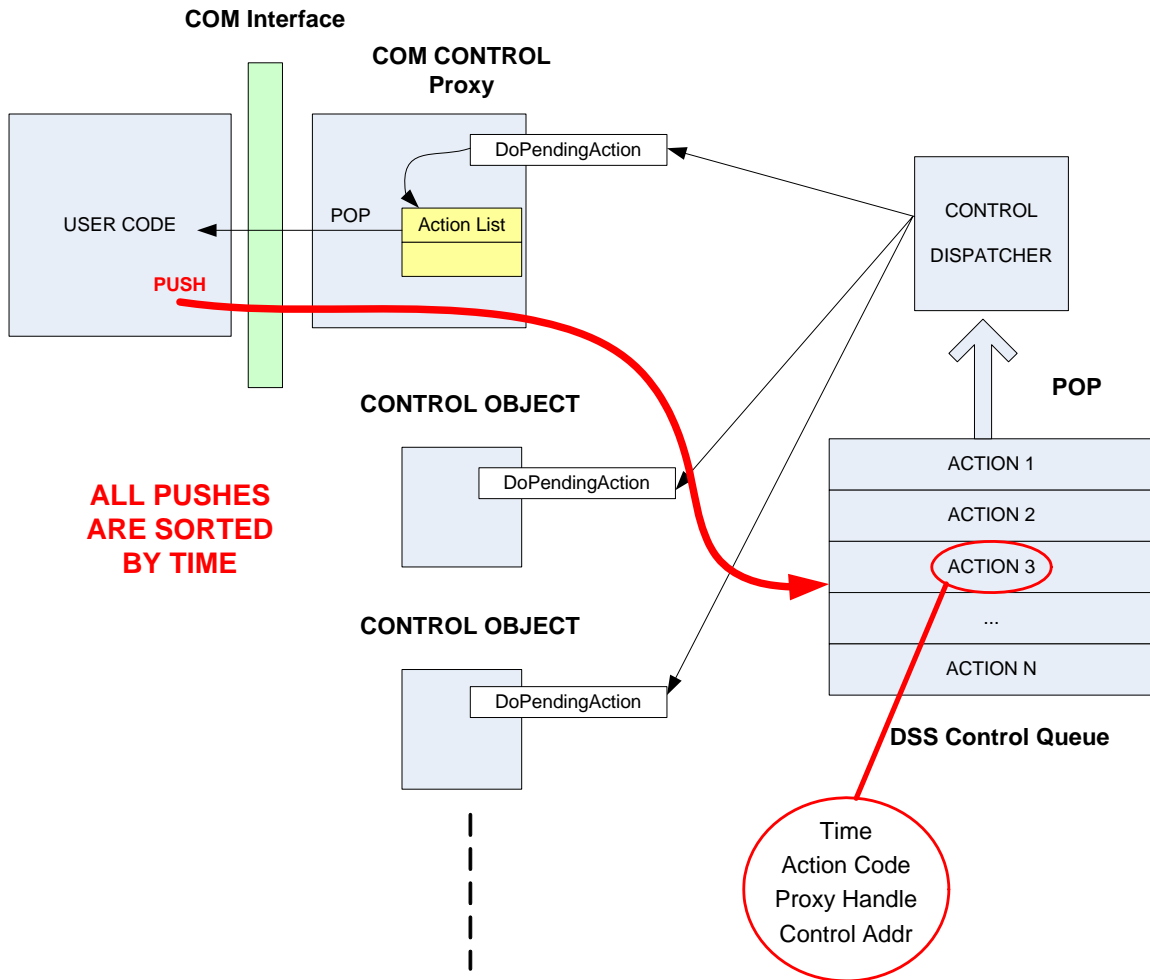 COM Interface
COM CONTROL
Proxy
DoPendingAction
USER CODE
POP
Action List
PUSH
CONTROL
DISPATCHER
POP
CONTROL OBJECT
DoPendingAction
ALL PUSHES
ARE SORTED
BY TIME
ACTION 1
ACTION 2
ACTION 3
...
ACTION N
CONTROL OBJECT
DoPendingAction
DSS Control Queue
Time
Action Code
Proxy Handle
Control Addr